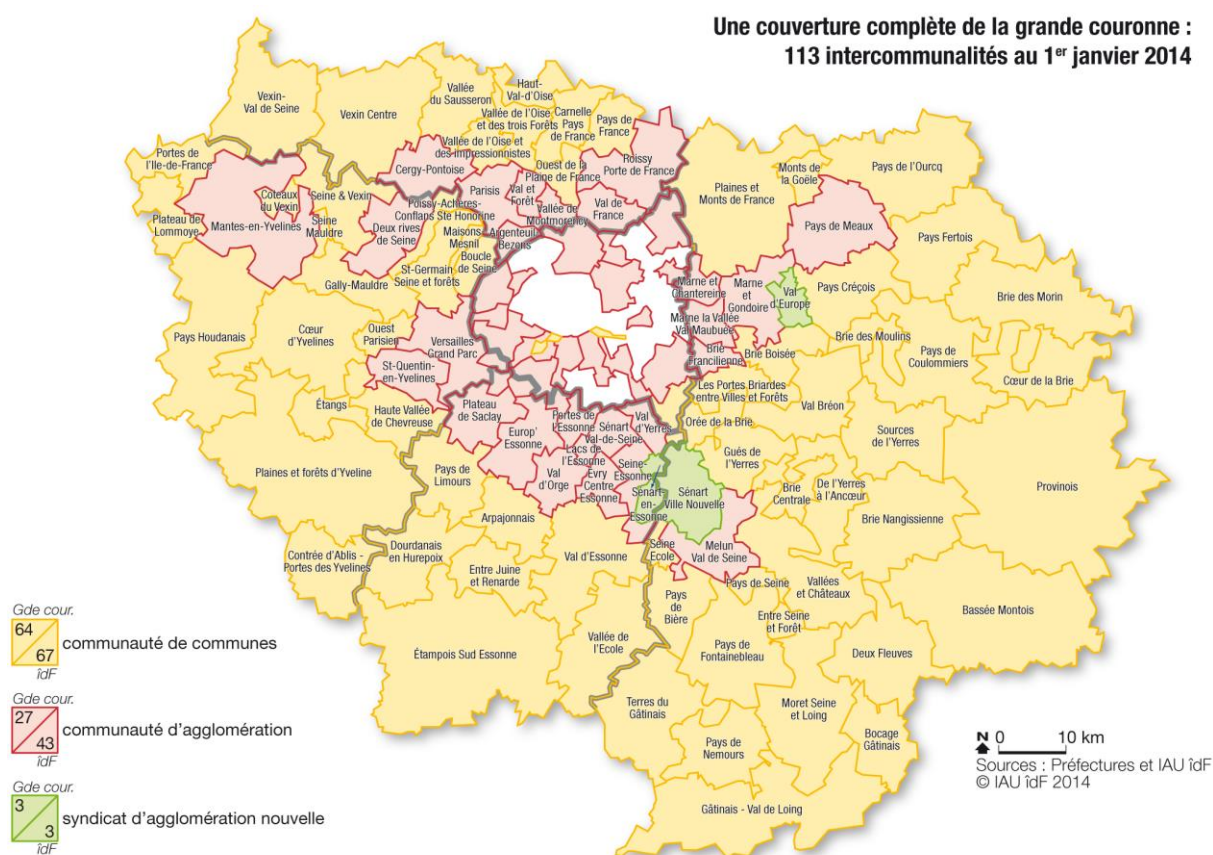 Une couverture complète de la grande couronne :
113 intercommunalités au 1er janvier 2014
Vexin-
Val de Seine
Vexin Centre
Vallée
du Sausseron
Haut-
Val-d'Oise
Vallée de l'Oise
et des trois Forêts
Carnelle
Pays
de France
Pays de
France
Vallée de l'Oise et
des impressionnistes
Ouest de la
Plaine de France
Roissy
Porte de France
Portes de
l'Ile-de-France
Cergy-Pontoise
Parisis
Val et
Forêt
Vallée de
Montmorency
Val de
France
Plaines et
Monts de France
Monts de
la Goële
Pays de l'Ourcq
Plateau de
Lommoye
Mantes-en-Yvelines
Coteaux
du Vexin
Seine & Vexin
Seine
Mauldre
Deux rives
de Seine
Poissy-Achères-
Conflans Ste Honorine
Maisons
Mesnil
Argenteuil
Bezons
Boucle
de Seine
St-Germain
Seine et forêts
Gally-Mauldre
Pays de Meaux
Pays Fertois
Marne et
Chantereine
Marne
et
Gondoire
Val
d'Europe
Pays Créçois
Brie des Morin
Marne la Vallée
Val Maubuée
Pays Houdanais
Cœur
d'Yvelines
Ouest
Parisien
Versailles
Grand Parc
St-Quentin-
en-Yvelines
Brie
Francilienne
Brie Boisée
Brie des Moulins
Pays de
Coulommiers
Cœur de la Brie
Étangs
Haute Vallée
de Chevreuse
Plateau
de Saclay
Europ'
Essonne
Portes de
l'Essonne
Sénart
Val-de-Seine
Val
d'Yerres
Les Portes Briardes
entre Villes et Forêts
Orée de la Brie
Val Bréon
Sources
de l'Yerres
Plaines et forêts d'Yveline
Pays de
Limours
Val
d'Orge
Lacs de
l'Essonne
Evry
Centre
Essonne
Seine-
Essonne
Sénart-
en-
Essonne
Sénart
Ville Nouvelle
Gués de
l'Yerres
Brie
Centrale
De l'Yerres
à l'Ancœur
Provinois
Brie Nangissienne
Arpajonnais
Contrée d'Ablis -
Portes des Yvelines
Dourdanais
en Hurepoix
Entre Juine
et Renarde
Val d'Essonne
Seine
Ecole
Melun
Val de Seine
Pays de Seine
Vallées
et Châteaux
Pays
de
Bière
Entre Seine
et Forêt
Bassée Montois
Étampois Sud Essonne
Vallée de
l'Ecole
Pays de
Fontainebleau
Deux Fleuves
Terres du
Gâtinais
Moret Seine
et Loing
Pays de
Nemours
Bocage
Gâtinais
Gâtinais - Val de Loing
Gde cour.
64
67
îdF
communauté de communes
Gde cour.
27
43
îdF
communauté d'agglomération
Gde cour.
3
3
îdF
syndicat d'agglomération nouvelle
N 0 10 km
Sources : Préfectures et IAU îdF
© IAU îdF 2014